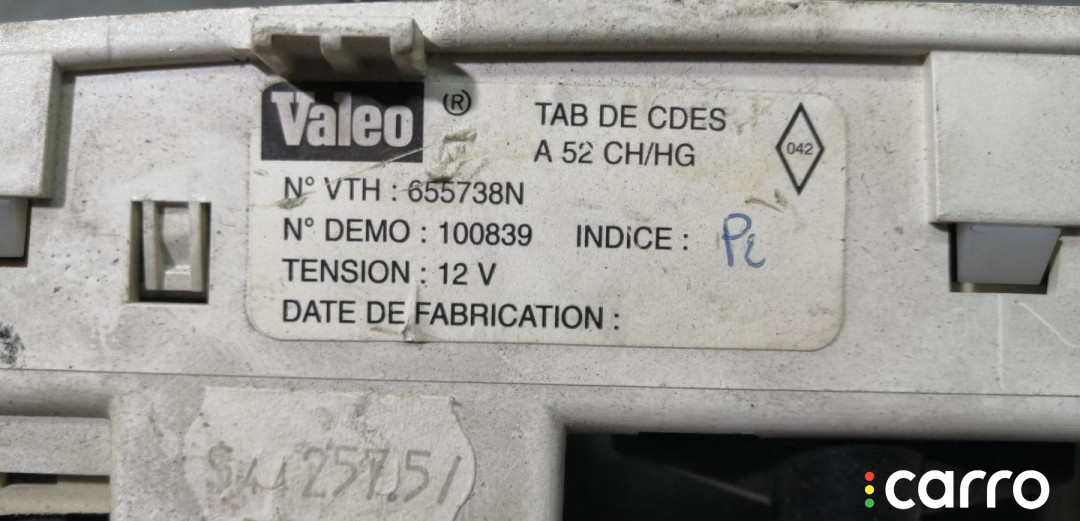 Valeo ® TAB DE CDES
A 52 CH/HG
042
N° VTH : 655738N
N° DEMO : 100839 INDICE :
TENSION : 12 V
DATE DE FABRICATION :
carro